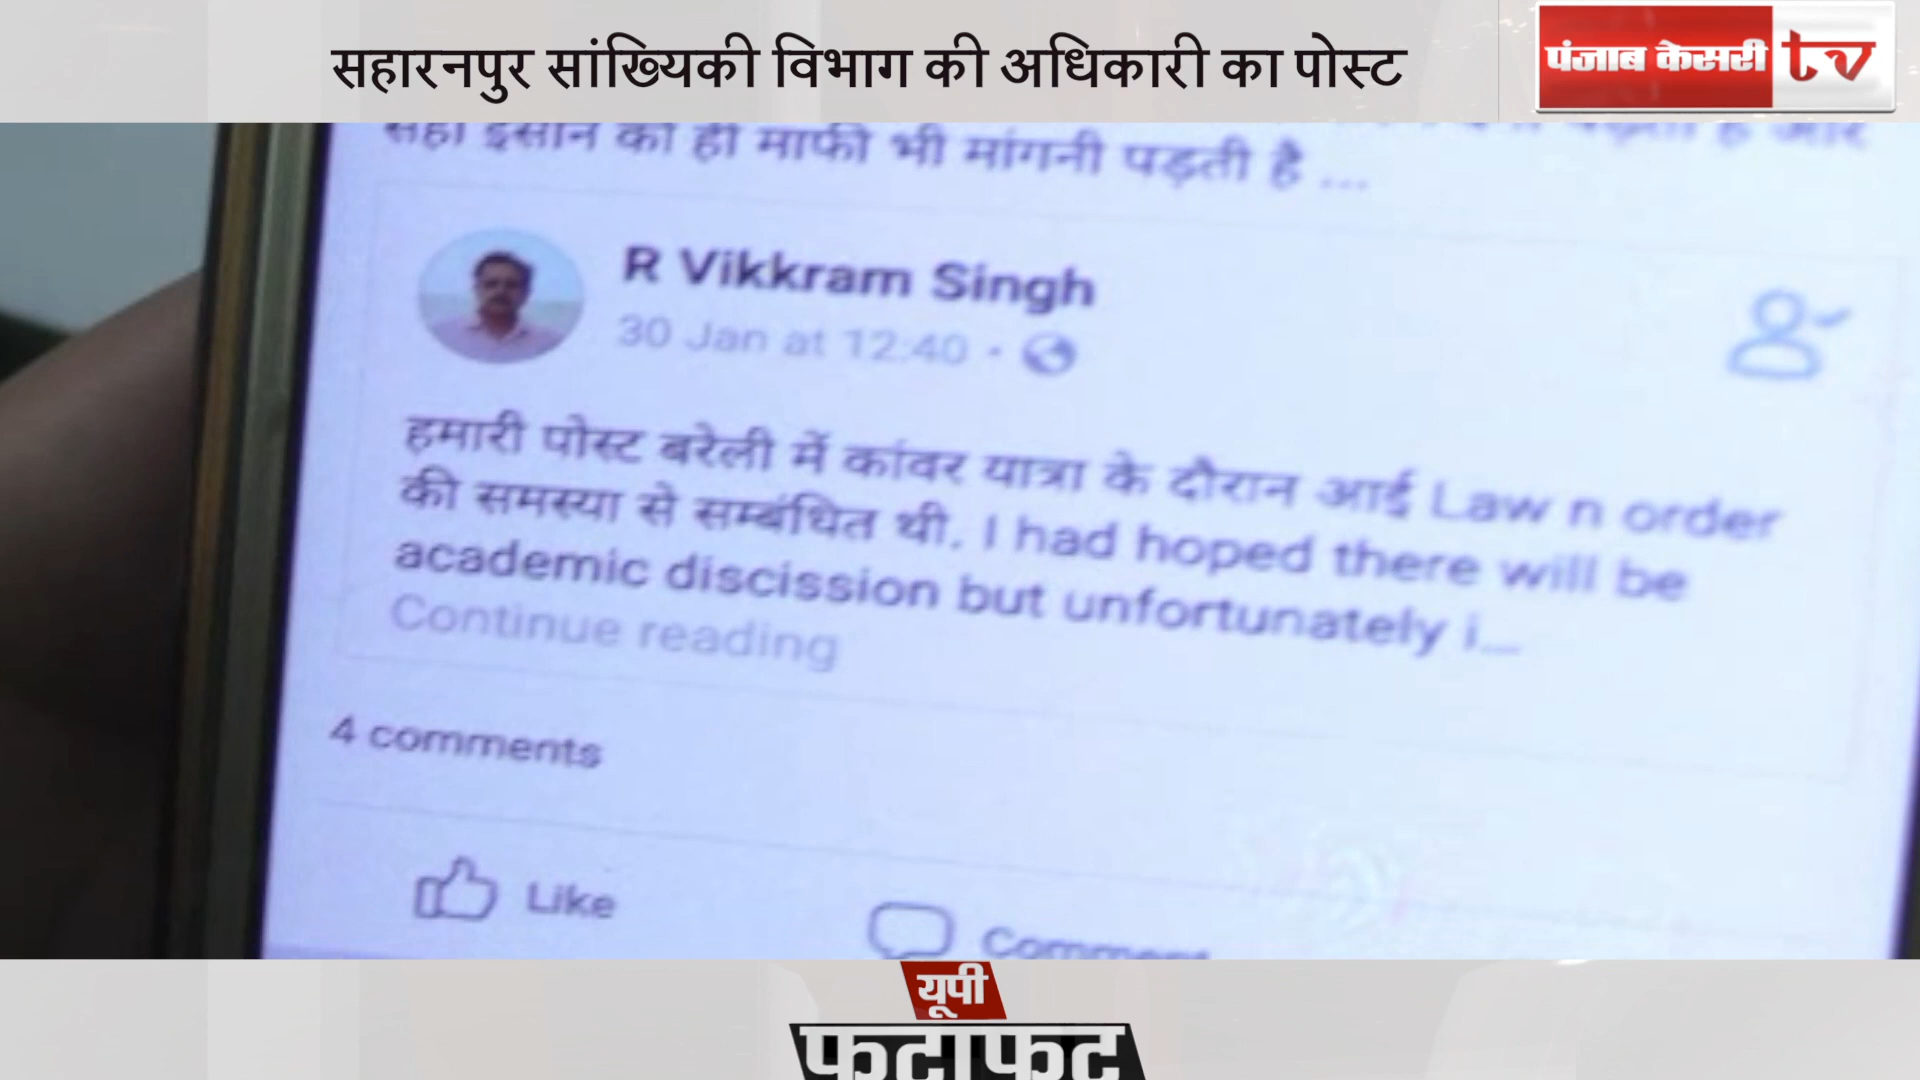 सहारनपुर सांख्यिकी विभाग की अधिकारी का पोस्ट
पंजाब केसरी tv
सही इंसान को ही माफी भी मांगनी पड़ती है ...
R Vikkram Singh
30 Jan at 12:40 ·
हमारी पोस्ट बरेली में कांवर यात्रा के दौरान आई Law n order
की समस्या से सम्बंधित थी. I had hoped there will be
academic discission but unfortunately i...
Continue reading
4 comments
Like
Comment
यूपी
फटाफट